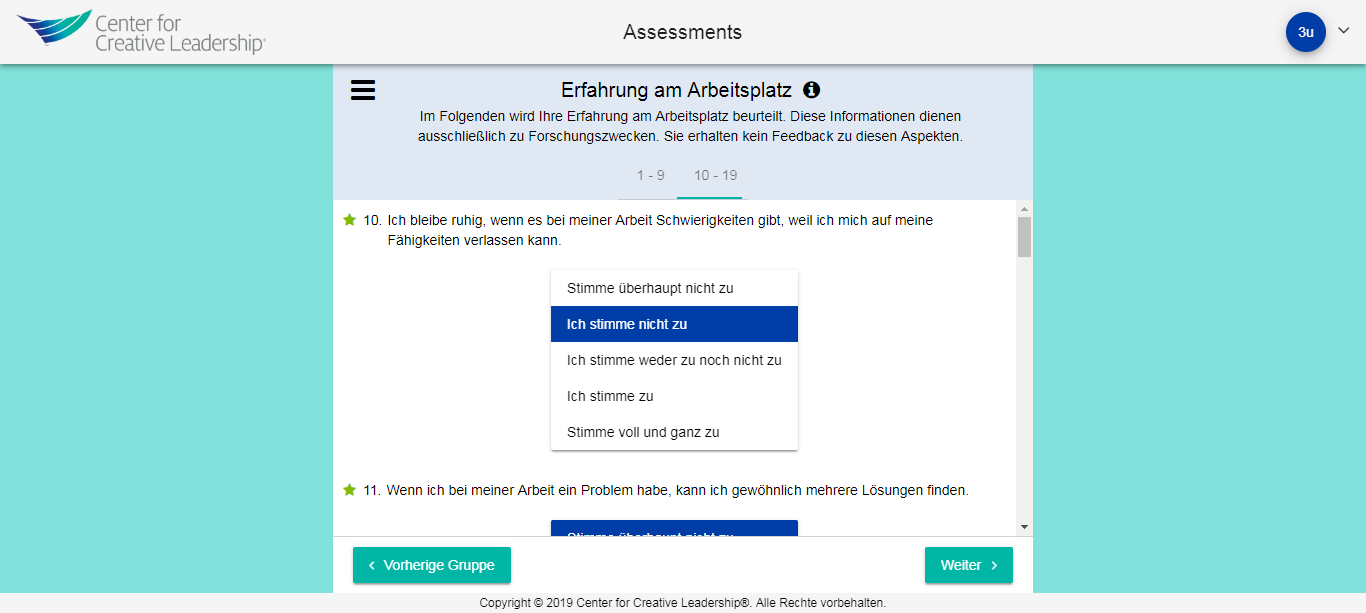 Center for
Creative Leadership®
Assessments
3u
Erfahrung am Arbeitsplatz
Im Folgenden wird Ihre Erfahrung am Arbeitsplatz beurteilt. Diese Informationen dienen
ausschließlich zu Forschungszwecken. Sie erhalten kein Feedback zu diesen Aspekten.
1 - 9 10 - 19
10. Ich bleibe ruhig, wenn es bei meiner Arbeit Schwierigkeiten gibt, weil ich mich auf meine
Fähigkeiten verlassen kann.
Stimme überhaupt nicht zu
Ich stimme nicht zu
Ich stimme weder zu noch nicht zu
Ich stimme zu
Stimme voll und ganz zu
11. Wenn ich bei meiner Arbeit ein Problem habe, kann ich gewöhnlich mehrere Lösungen finden.
Stimme überhaupt nicht zu
Vorherige Gruppe
Weiter
Copyright © 2019 Center for Creative Leadership®. Alle Rechte vorbehalten.